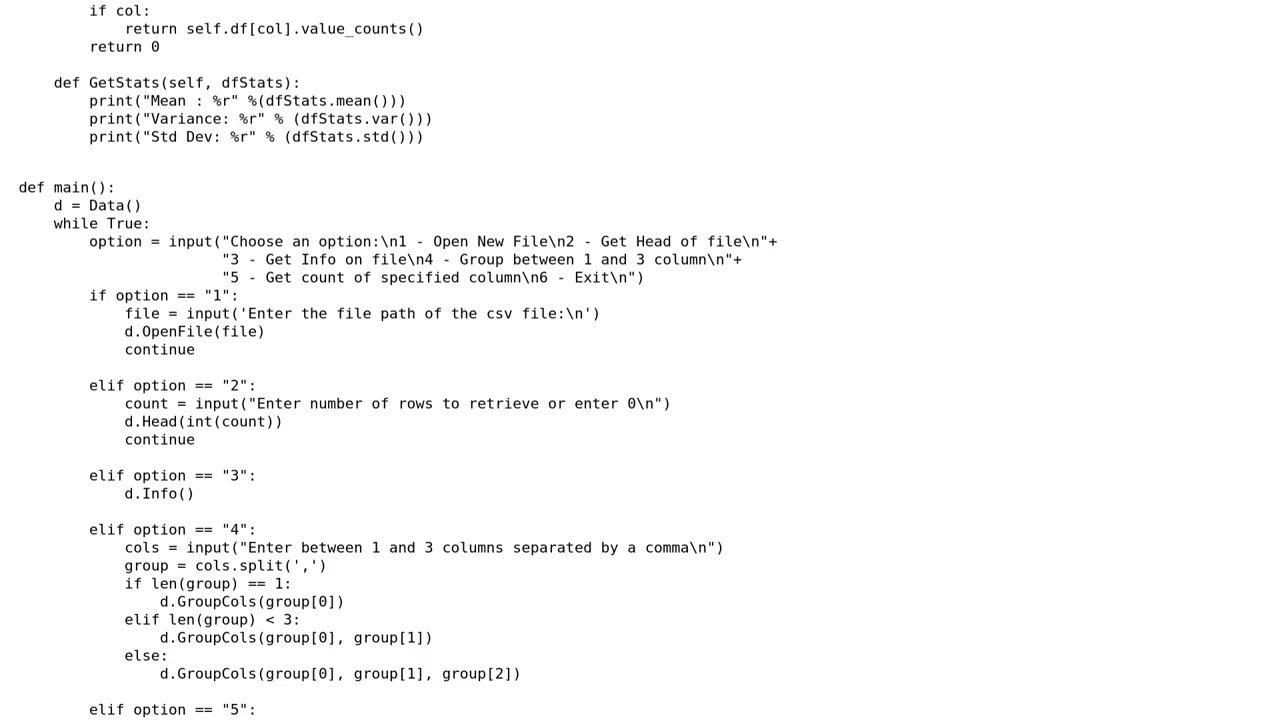 if col:
            return self.df[col].value_counts()
        return 0

    def GetStats(self, dfStats):
        print("Mean : %r" %(dfStats.mean()))
        print("Variance: %r" % (dfStats.var()))
        print("Std Dev: %r" % (dfStats.std()))


def main():
    d = Data()
    while True:
        option = input("Choose an option:\n1 - Open New File\n2 - Get Head of file\n"+
                       "3 - Get Info on file\n4 - Group between 1 and 3 column\n"+
                       "5 - Get count of specified column\n6 - Exit\n")
        if option == "1":
            file = input('Enter the file path of the csv file:\n')
            d.OpenFile(file)
            continue

        elif option == "2":
            count = input("Enter number of rows to retrieve or enter 0\n")
            d.Head(int(count))
            continue

        elif option == "3":
            d.Info()

        elif option == "4":
            cols = input("Enter between 1 and 3 columns separated by a comma\n")
            group = cols.split(',')
            if len(group) == 1:
                d.GroupCols(group[0])
            elif len(group) < 3:
                d.GroupCols(group[0], group[1])
            else:
                d.GroupCols(group[0], group[1], group[2])

        elif option == "5":